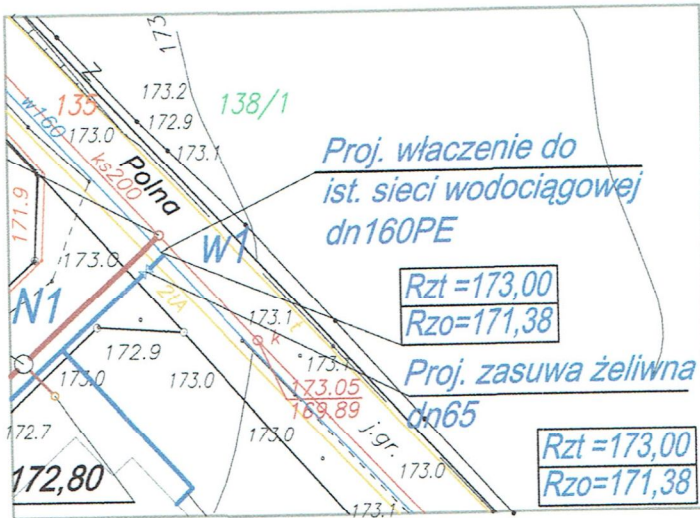 173
173.2
138/1
135
172.9
w160
173.0
173.1
ks200
Polna
Proj. właczenie do
ist. sieci wodociągowej
dn160PE
171.9
W1
173.0
Rzt =173,00
Rzo=171,38
N1
2tA
173.1
t
k
172.9
173.0
173.1
Proj. zasuwa żeliwna
dn65
173.05
169.89
173.0
172.7
173.0
j.gr.
173.0
Rzt =173,00
Rzo=171,38
172,80
173.1